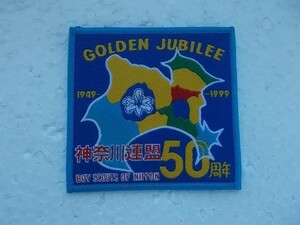 GOLDEN JUBILEE
1949- -1999
神奈川連盟 50周年
BOY SCOUTS OF NIPPON